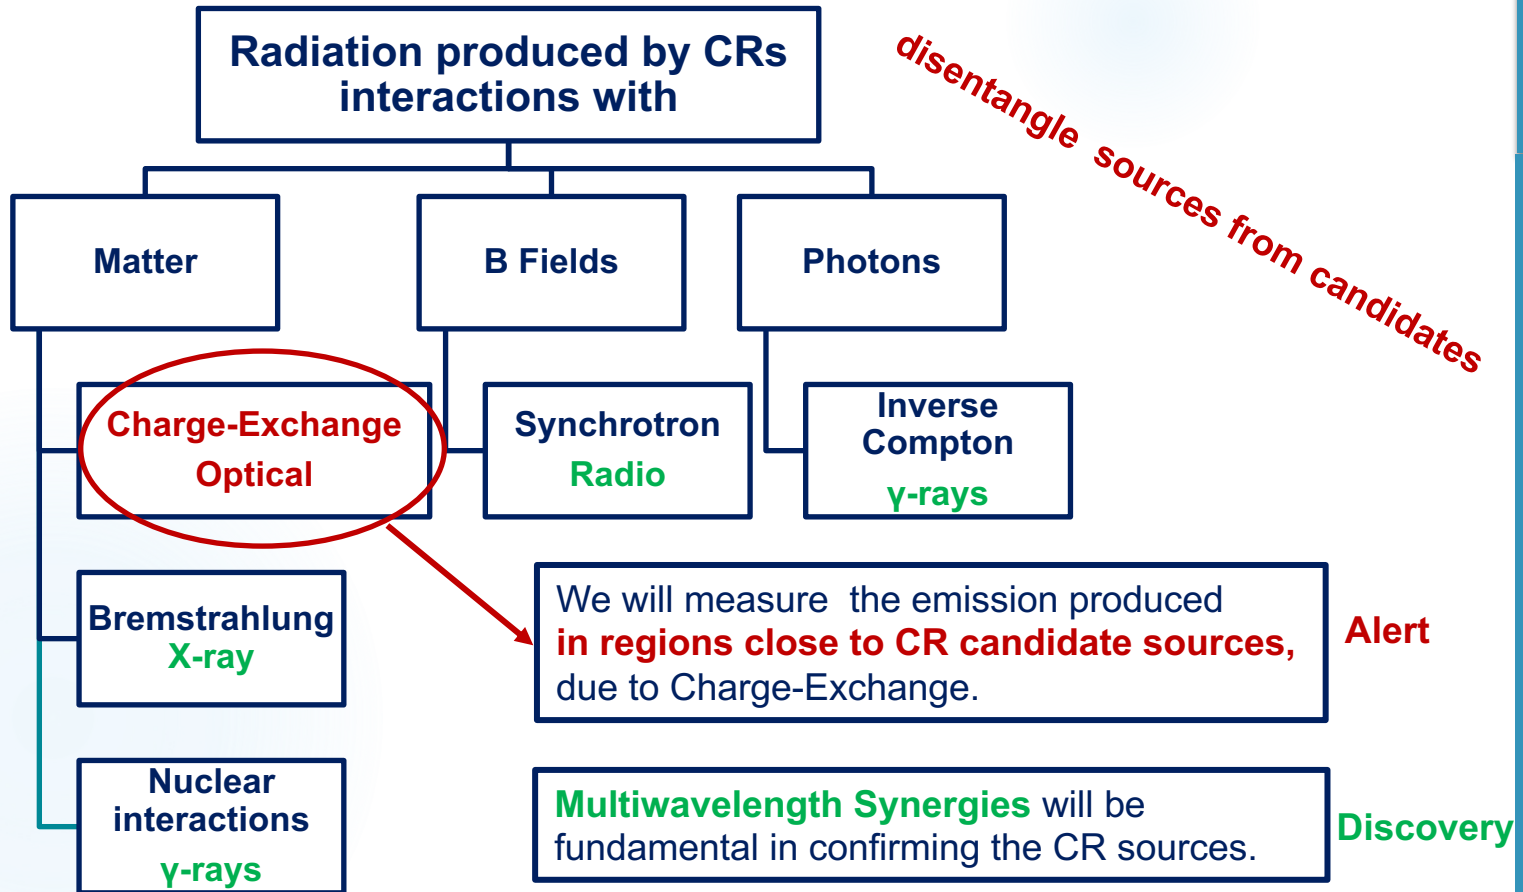 Radiation produced by CRs
interactions with
disentangle sources from candidates
Matter
B Fields
Photons
Charge-Exchange
Optical
Synchrotron
Radio
Inverse
Compton
γ-rays
Bremstrahlung
X-ray
Nuclear
interactions
γ-rays
We will measure the emission produced
in regions close to CR candidate sources,
due to Charge-Exchange.
Alert
Multiwavelength Synergies will be
fundamental in confirming the CR sources.
Discovery